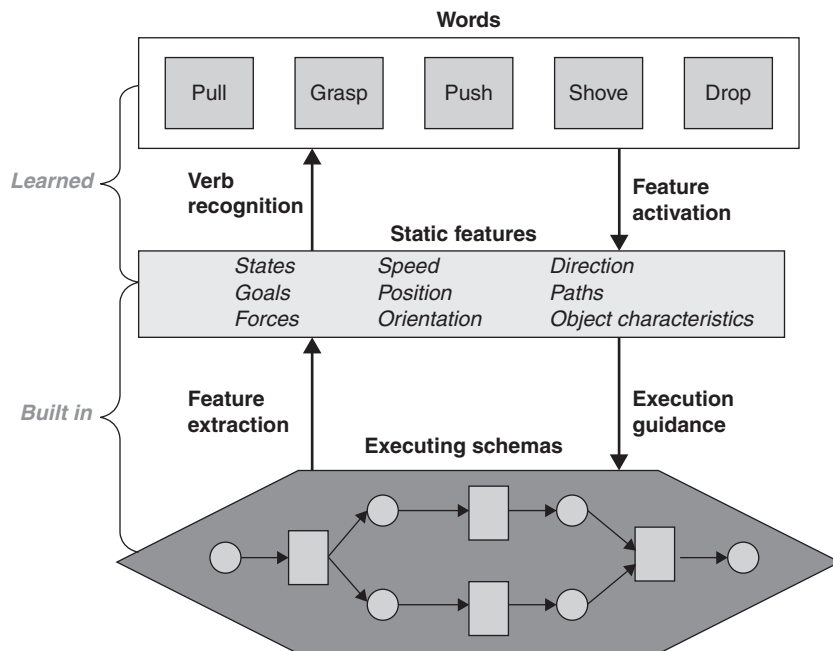 Words
Pull Grasp Push Shove Drop
Learned
Verb
recognition
Feature
activation
Static features
States Speed Direction
Goals Position Paths
Forces Orientation Object characteristics
Built in
Feature
extraction
Execution
guidance
Executing schemas